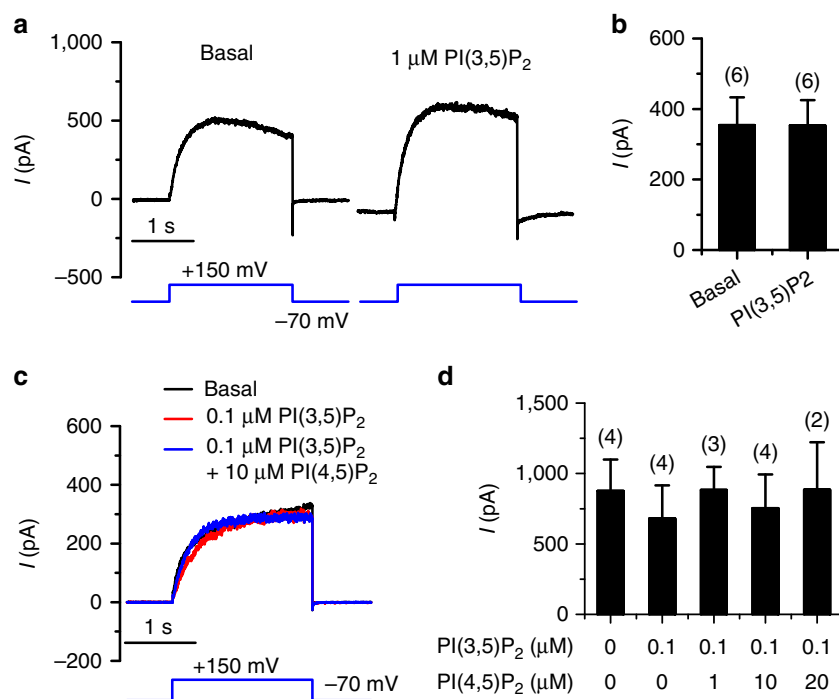 a
1,000
500
0
−500
I (pA)
Basal
1 μM PI(3,5)P₂
1 s
+150 mV
−70 mV
b
600
400
200
0
I (pA)
(6)
(6)
Basal
PI(3,5)P2
c
Basal
0.1 μM PI(3,5)P₂
0.1 μM PI(3,5)P₂
+ 10 μM PI(4,5)P₂
600
400
200
0
−200
I (pA)
1 s
+150 mV
−70 mV
d
1,500
1,000
500
0
I (pA)
(4)
(4)
(3)
(4)
(2)
PI(3,5)P₂ (μM) 0 0.1 0.1 0.1 0.1
PI(4,5)P₂ (μM) 0 0 1 10 20